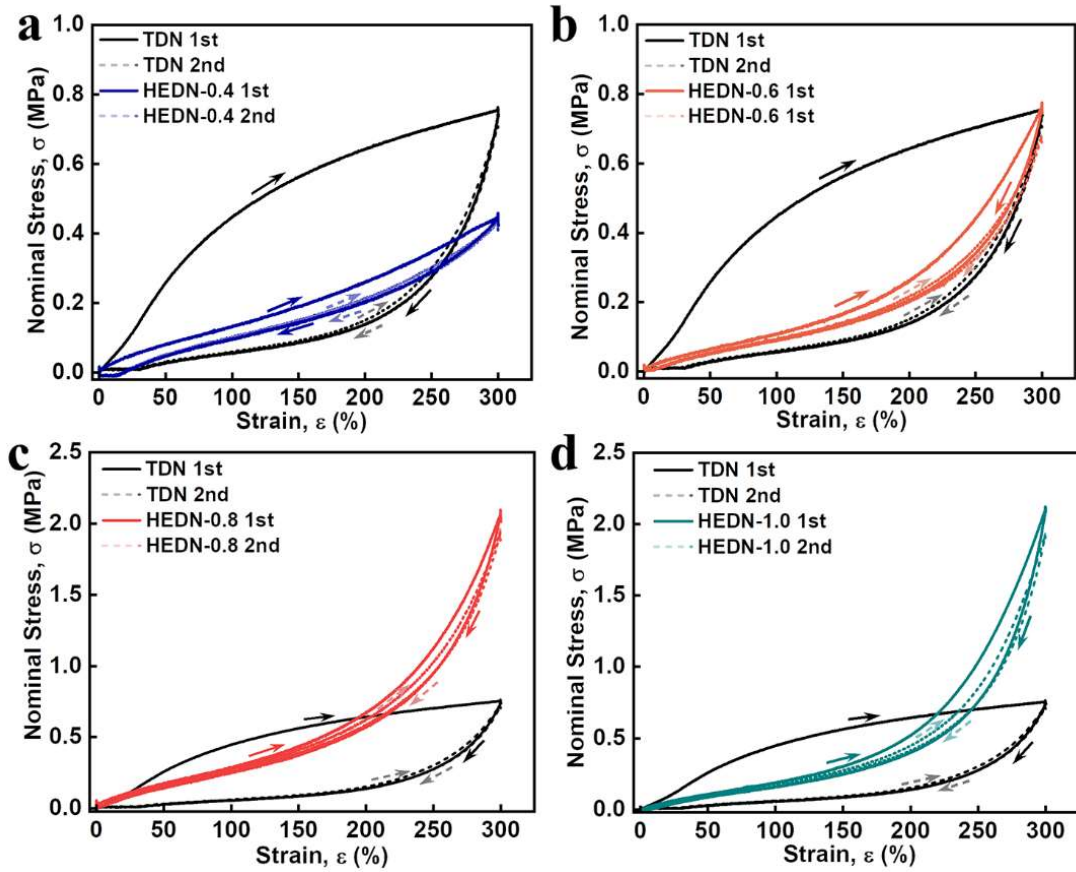 a
TDN 1st
TDN 2nd
HEDN-0.4 1st
HEDN-0.4 2nd
Nominal Stress, σ (MPa)
1.0
0.8
0.6
0.4
0.2
0.0
0 50 100 150 200 250 300
Strain, ε (%)
b
TDN 1st
TDN 2nd
HEDN-0.6 1st
HEDN-0.6 1st
Nominal Stress, σ (MPa)
1.0
0.8
0.6
0.4
0.2
0.0
0 50 100 150 200 250 300
Strain, ε (%)
c
TDN 1st
TDN 2nd
HEDN-0.8 1st
HEDN-0.8 2nd
Nominal Stress, σ (MPa)
2.5
2.0
1.5
1.0
0.5
0.0
0 50 100 150 200 250 300
Strain, ε (%)
d
TDN 1st
TDN 2nd
HEDN-1.0 1st
HEDN-1.0 2nd
Nominal Stress, σ (MPa)
2.5
2.0
1.5
1.0
0.5
0.0
0 50 100 150 200 250 300
Strain, ε (%)